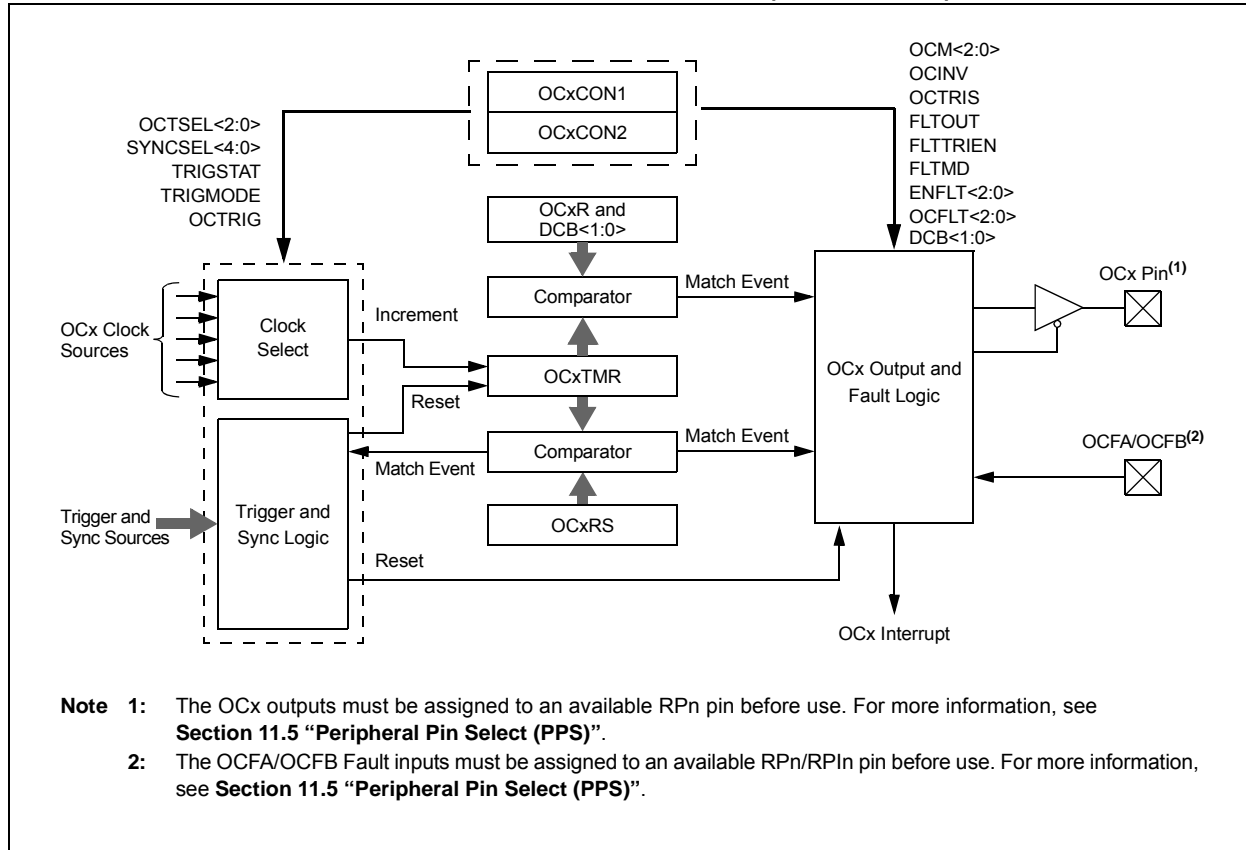 OCxCON1
OCxCON2
OCTSEL<2:0>
SYNCSEL<4:0>
TRIGSTAT
TRIGMODE
OCTRIG
OCM<2:0>
OCINV
OCTRIS
FLTOUT
FLTTRIEN
FLTMD
ENFLT<2:0>
OCFLT<2:0>
DCB<1:0>
OCxR and
DCB<1:0>
Comparator
Match Event
OCx Pin(1)
OCx Clock
Sources
Clock
Select
Increment
OCxTMR
Reset
OCx Output and
Fault Logic
Comparator
Match Event
Match Event
OCFA/OCFB(2)
Trigger and
Sync Sources
Trigger and
Sync Logic
OCxRS
Reset
OCx Interrupt
Note 1: The OCx outputs must be assigned to an available RPn pin before use. For more information, see
Section 11.5 “Peripheral Pin Select (PPS)”.
2: The OCFA/OCFB Fault inputs must be assigned to an available RPn/RPIn pin before use. For more information,
see Section 11.5 “Peripheral Pin Select (PPS)”.